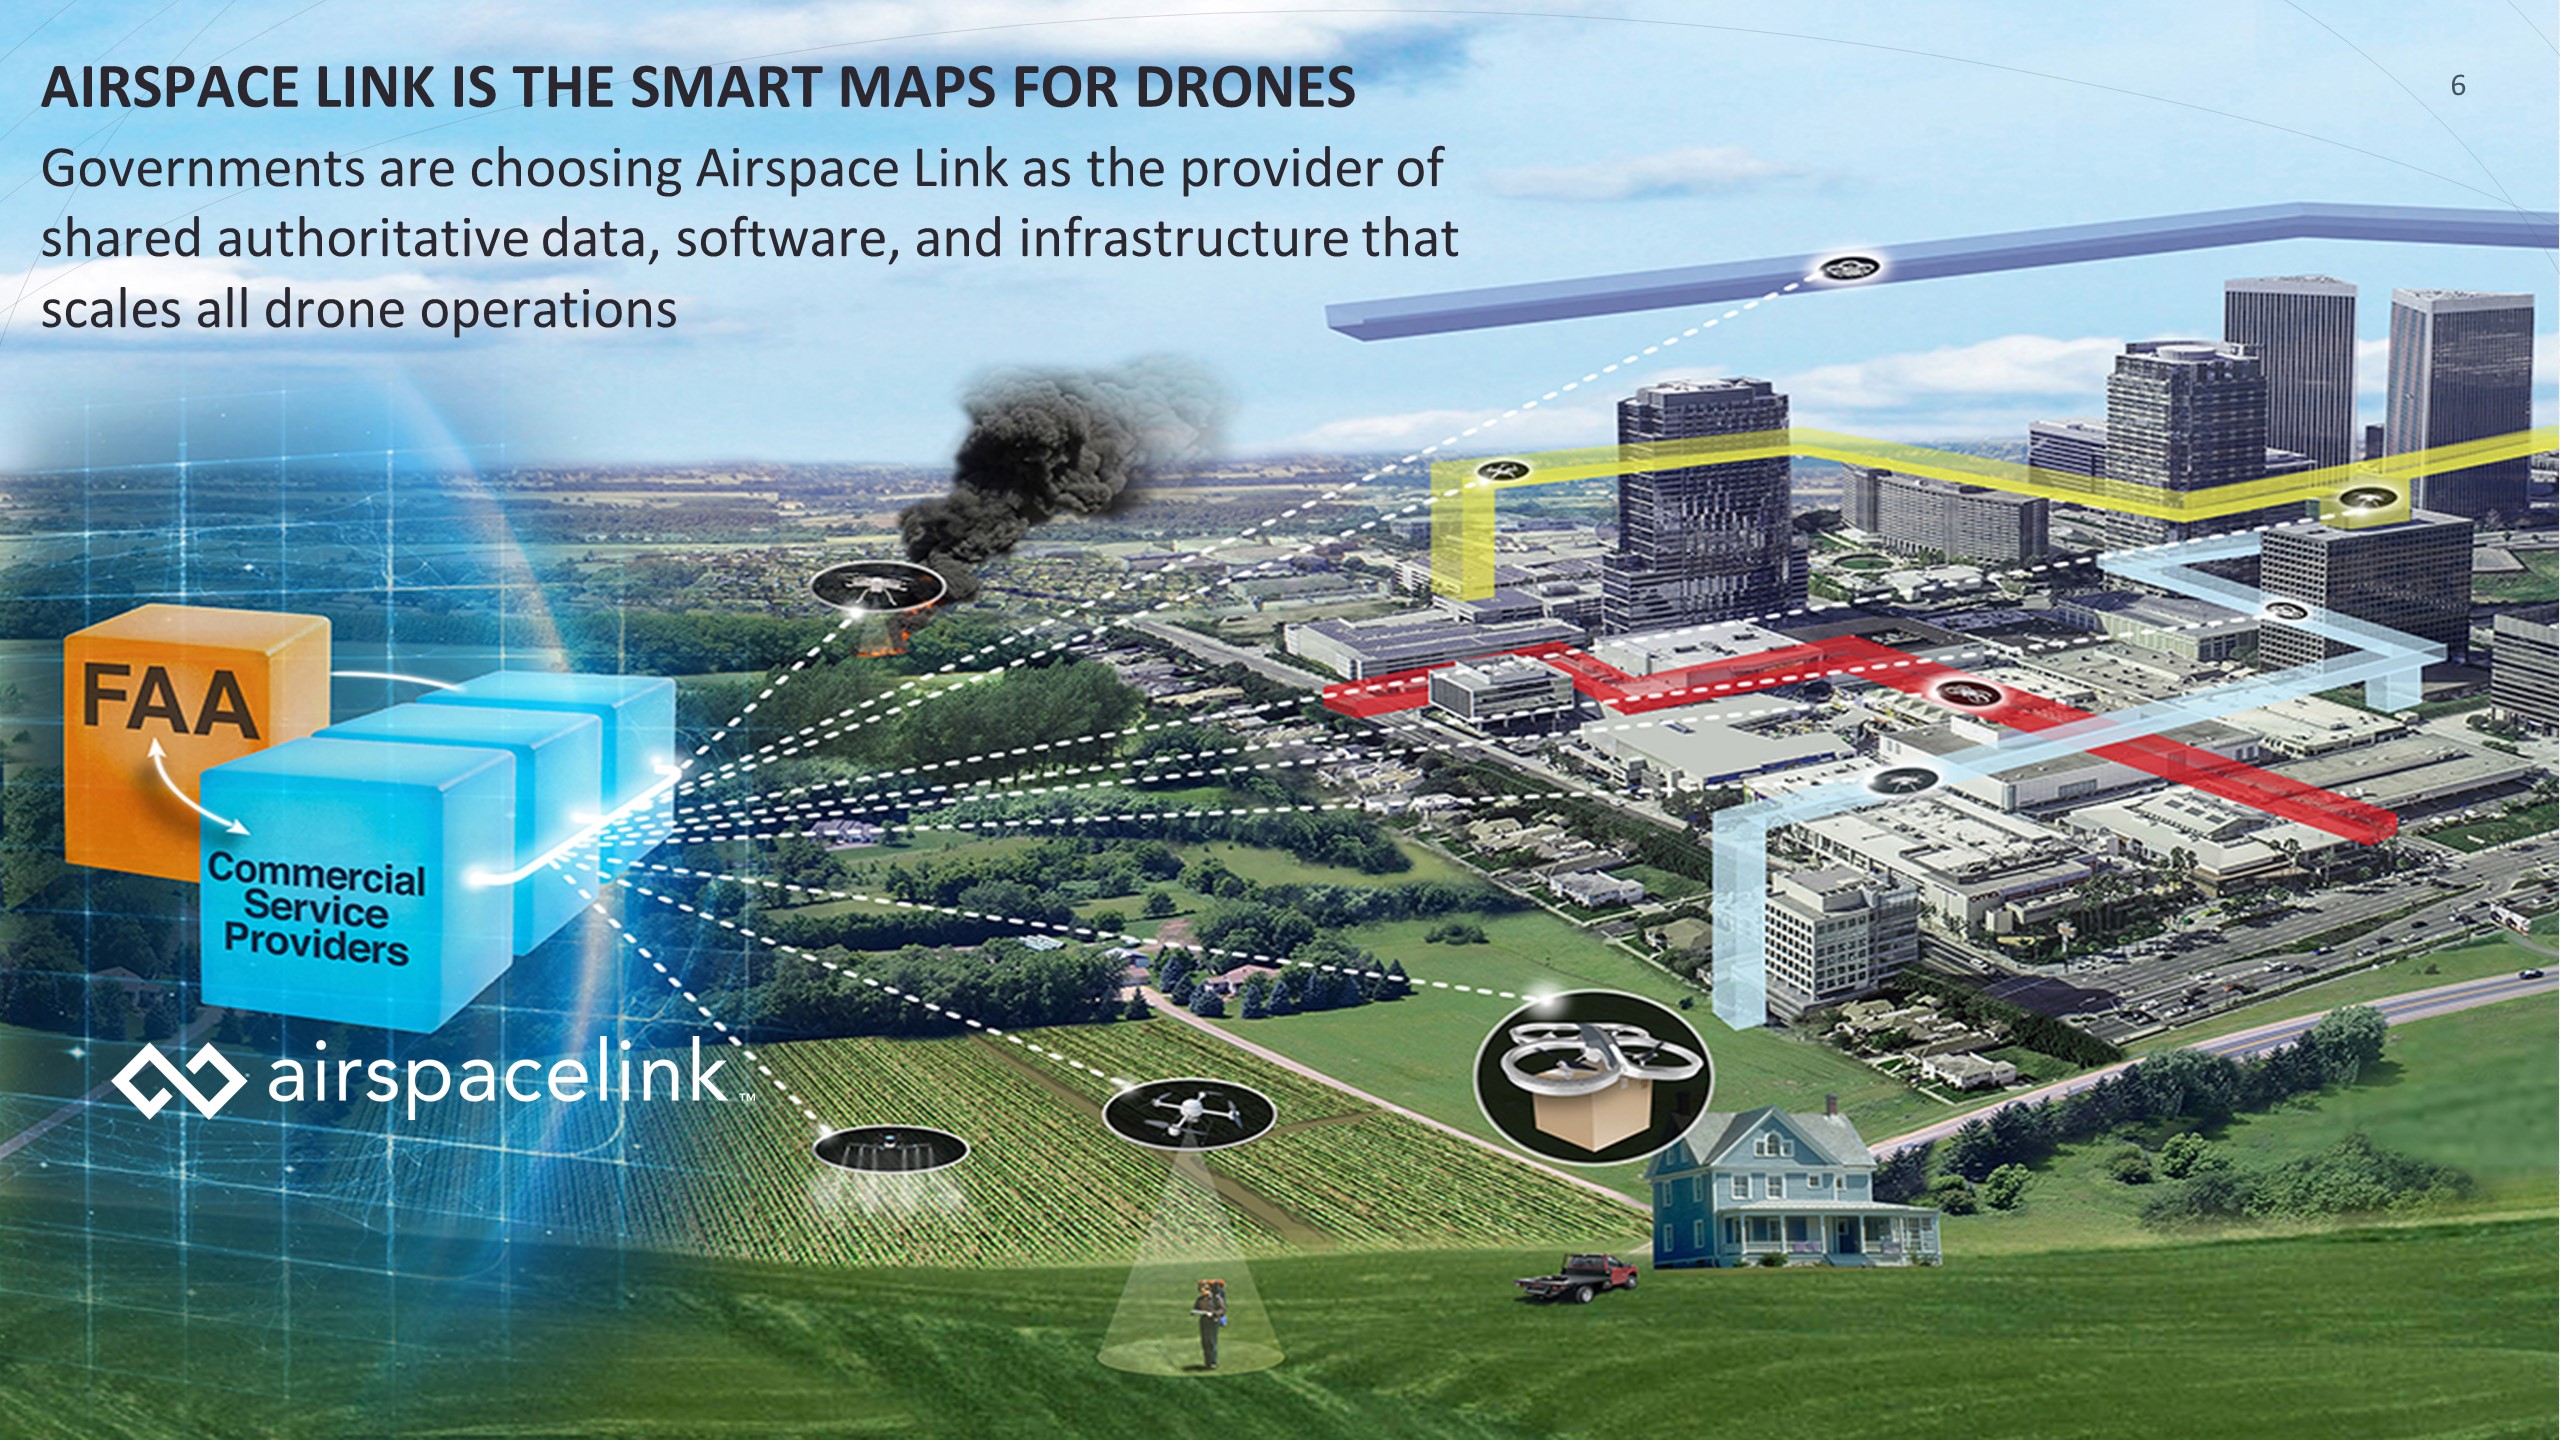 AIRSPACE LINK IS THE SMART MAPS FOR DRONES
6
Governments are choosing Airspace Link as the provider of
shared authoritative data, software, and infrastructure that
scales all drone operations
FAA
Commercial
Service
Providers
airspacelink™